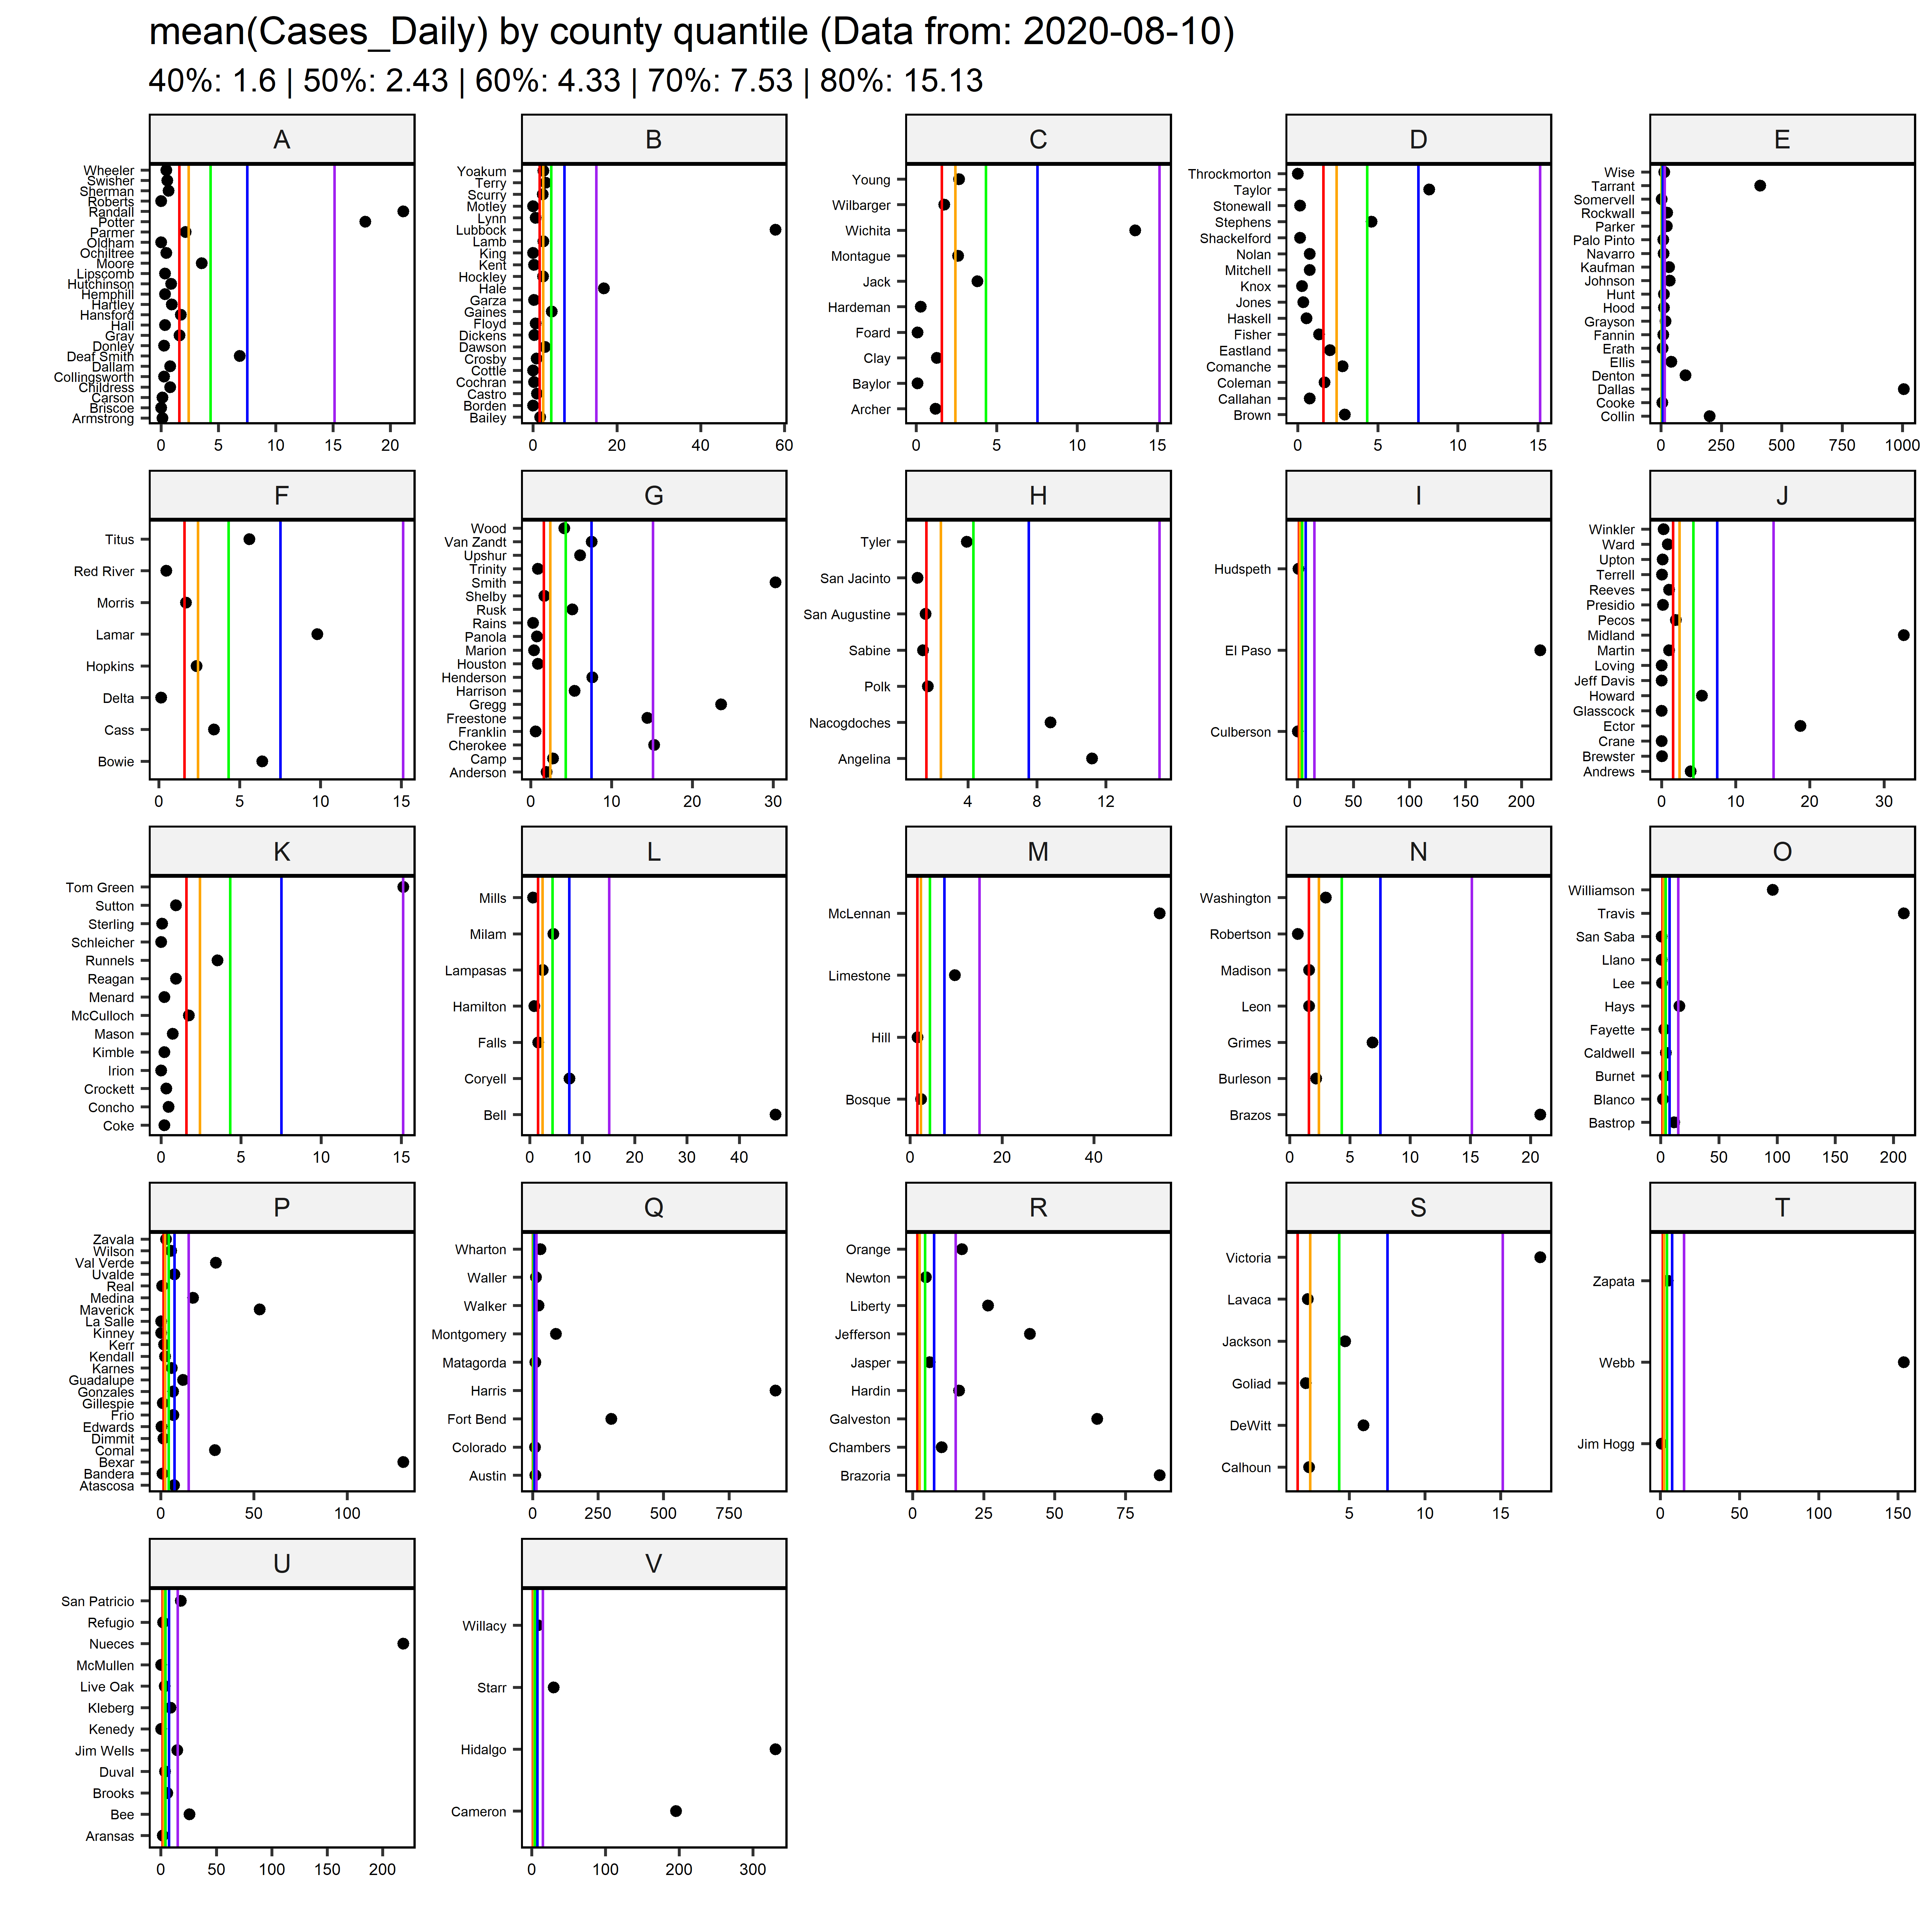 mean(Cases_Daily) by county quantile (Data from: 2020-08-10)
40%: 1.6 | 50%: 2.43 | 60%: 4.33 | 70%: 7.53 | 80%: 15.13
A
Wheeler
Swisher
Sherman
Roberts
Randall
Potter
Parmer
Oldham
Ochiltree
Moore
Lipscomb
Hutchinson
Hemphill
Hartley
Hansford
Hall
Gray
Donley
Deaf Smith
Dallam
Collingsworth
Childress
Carson
Briscoe
Armstrong
0 5 10 15 20
B
Yoakum
Terry
Scurry
Motley
Lynn
Lubbock
Lamb
King
Kent
Hockley
Hale
Garza
Gaines
Floyd
Dickens
Dawson
Crosby
Cottle
Cochran
Castro
Borden
Bailey
0 20 40 60
C
Young
Wilbarger
Wichita
Montague
Jack
Hardeman
Foard
Clay
Baylor
Archer
0 5 10 15
D
Throckmorton
Taylor
Stonewall
Stephens
Shackelford
Nolan
Mitchell
Knox
Jones
Haskell
Fisher
Eastland
Comanche
Coleman
Callahan
Brown
0 5 10 15
E
Wise
Tarrant
Somervell
Rockwall
Parker
Palo Pinto
Navarro
Kaufman
Johnson
Hunt
Hood
Grayson
Fannin
Erath
Ellis
Denton
Dallas
Cooke
Collin
0 250 500 750 1000
F
Titus
Red River
Morris
Lamar
Hopkins
Delta
Cass
Bowie
0 5 10 15
G
Wood
Van Zandt
Upshur
Trinity
Smith
Shelby
Rusk
Rains
Panola
Marion
Houston
Henderson
Harrison
Gregg
Freestone
Franklin
Cherokee
Camp
Anderson
0 10 20 30
H
Tyler
San Jacinto
San Augustine
Sabine
Polk
Nacogdoches
Angelina
4 8 12
I
Hudspeth
El Paso
Culberson
0 50 100 150 200
J
Winkler
Ward
Upton
Terrell
Reeves
Presidio
Pecos
Midland
Martin
Loving
Jeff Davis
Howard
Glasscock
Ector
Crane
Brewster
Andrews
0 10 20 30
K
Tom Green
Sutton
Sterling
Schleicher
Runnels
Reagan
Menard
McCulloch
Mason
Kimble
Irion
Crockett
Concho
Coke
0 5 10 15
L
Mills
Milam
Lampasas
Hamilton
Falls
Coryell
Bell
0 10 20 30 40
M
McLennan
Limestone
Hill
Bosque
0 20 40
N
Washington
Robertson
Madison
Leon
Grimes
Burleson
Brazos
0 5 10 15 20
O
Williamson
Travis
San Saba
Llano
Lee
Hays
Fayette
Caldwell
Burnet
Blanco
Bastrop
0 50 100 150 200
P
Zavala
Wilson
Val Verde
Uvalde
Real
Medina
Maverick
La Salle
Kinney
Kerr
Kendall
Karnes
Guadalupe
Gonzales
Gillespie
Frio
Edwards
Dimmit
Comal
Bexar
Bandera
Atascosa
0 50 100
Q
Wharton
Waller
Walker
Montgomery
Matagorda
Harris
Fort Bend
Colorado
Austin
0 250 500 750
R
Orange
Newton
Liberty
Jefferson
Jasper
Hardin
Galveston
Chambers
Brazoria
0 25 50 75
S
Victoria
Lavaca
Jackson
Goliad
DeWitt
Calhoun
5 10 15
T
Zapata
Webb
Jim Hogg
0 50 100 150
U
San Patricio
Refugio
Nueces
McMullen
Live Oak
Kleberg
Kenedy
Jim Wells
Duval
Brooks
Bee
Aransas
0 50 100 150 200
V
Willacy
Starr
Hidalgo
Cameron
0 100 200 300